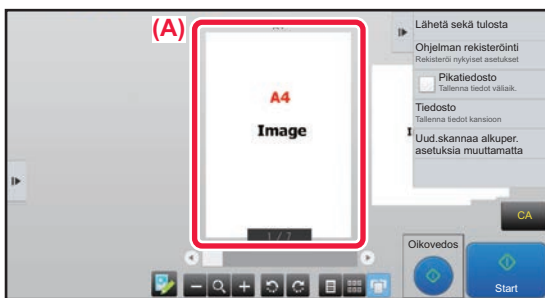 (A)
A4
Image
1 / 7
Lähetä sekä tulosta
Ohjelman rekisteröinti
Rekisteröi nykyiset asetukset
Pikatiedosto
Tallenna tiedot väliaik.
Tiedosto
Tallenna tiedot kansioon
Uud.skannaa alkuper.
asetuksia muuttamatta
CA
Oikovedos
Start